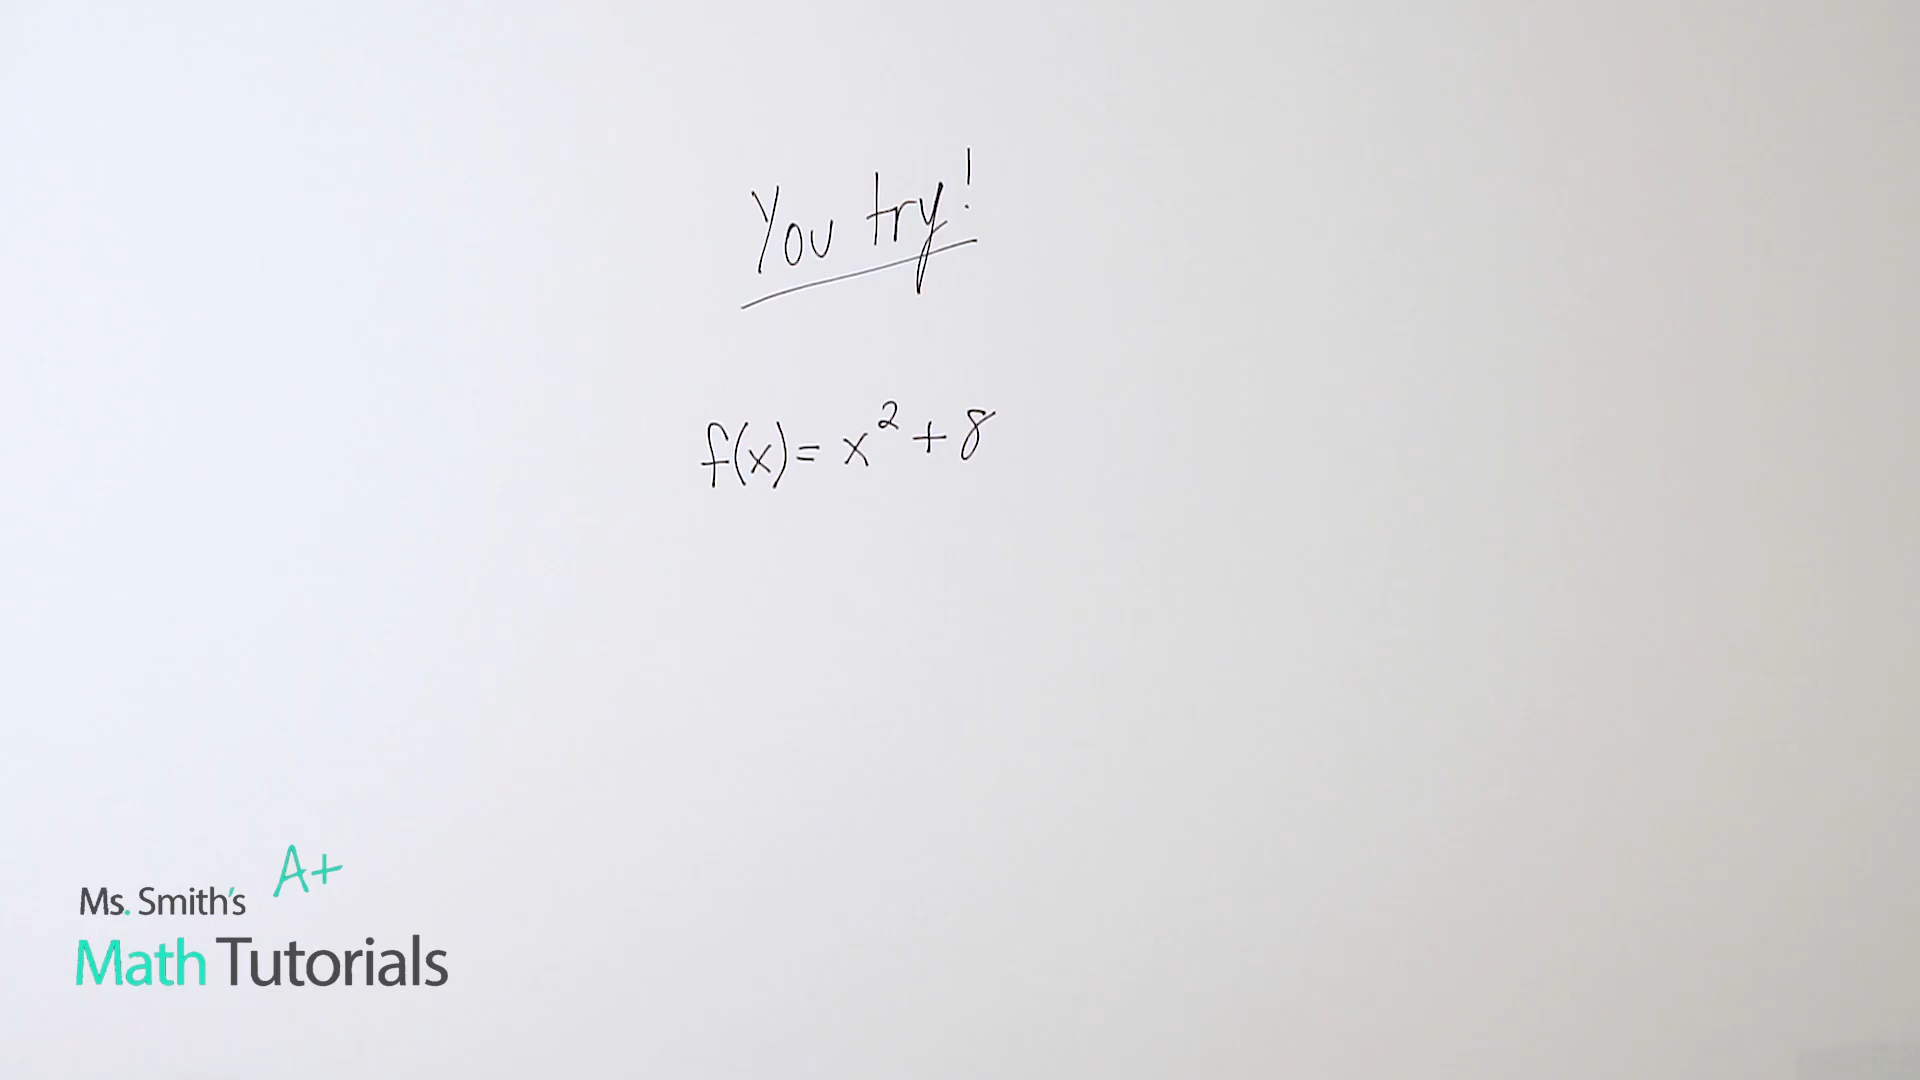 You try!
f(x) = x² + 8
A+
Ms. Smith's
Math Tutorials